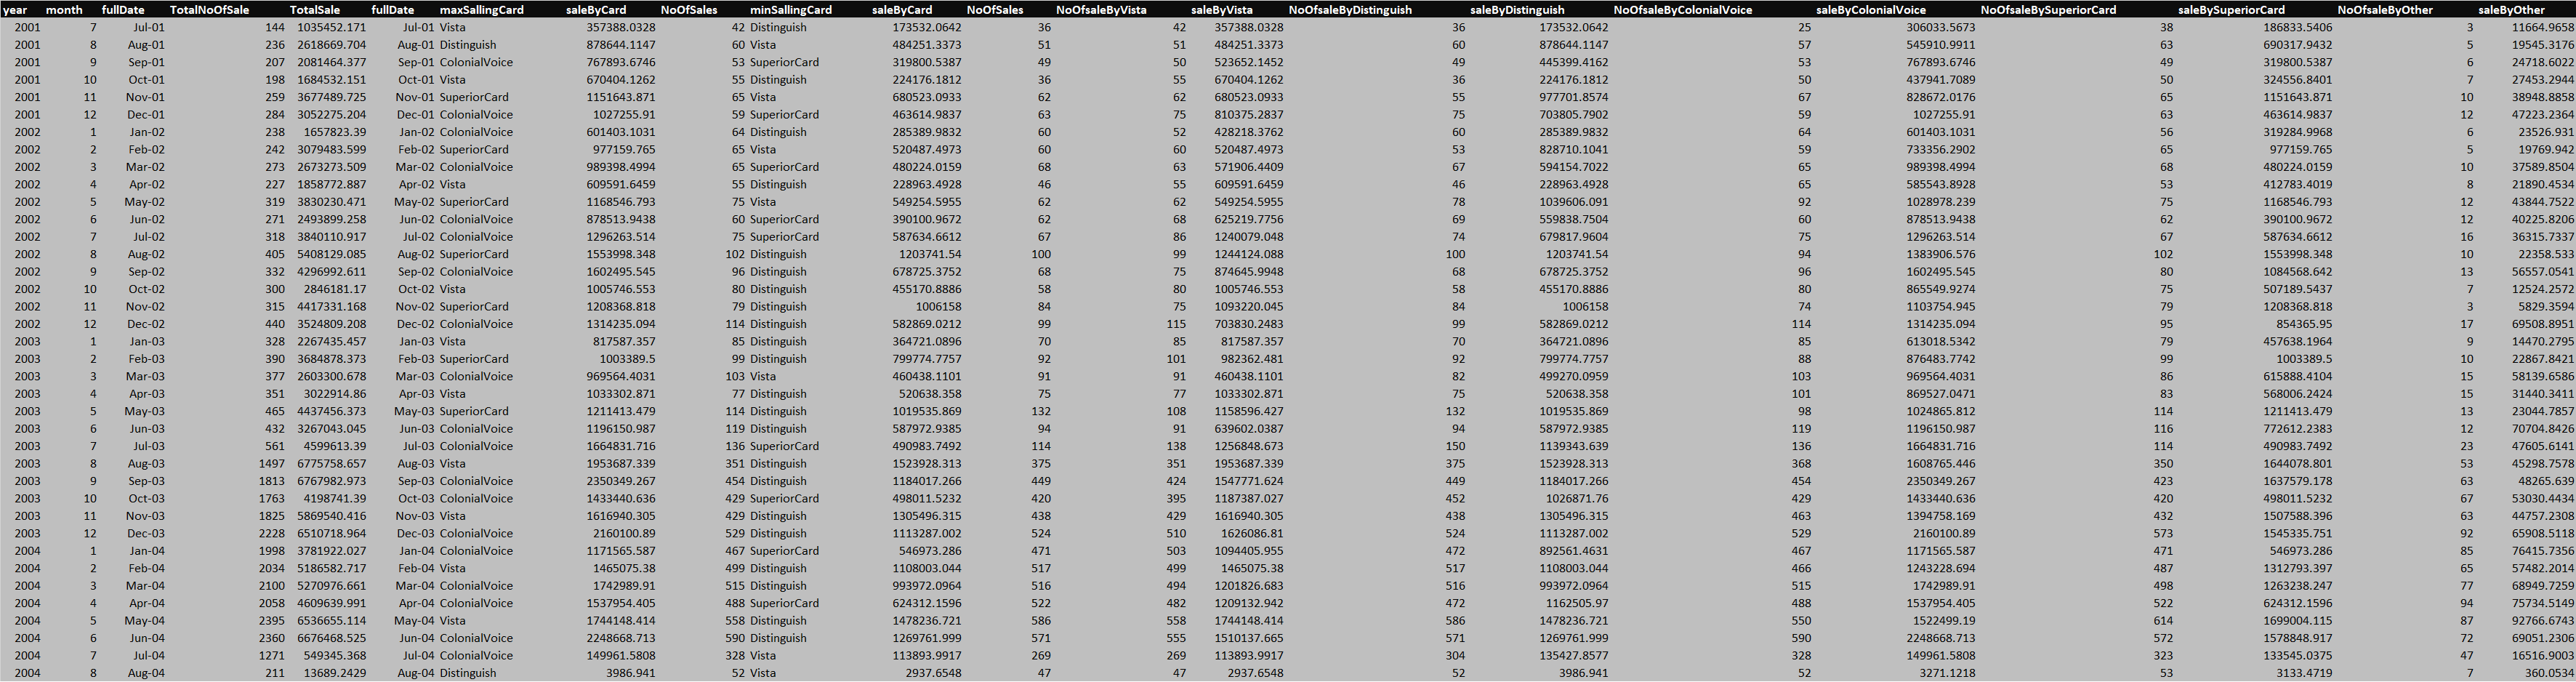 year month fullDate TotalNoOfSale TotalSale fullDate maxSallingCard saleByCard NoOfSales minSallingCard saleByCard NoOfSales NoOfsaleByVista saleByVista NoOfsaleByDistinguish saleByDistinguish NoOfsaleByColonialVoice saleByColonialVoice NoOfsaleBySuperiorCard saleBySuperiorCard NoOfsaleByOther saleByOther
2001 7 Jul-01 144 1035452.171 Jul-01 Vista 357388.0328 42 Distinguish 173532.0642 36 42 357388.0328 36 173532.0642 25 306033.5673 38 186833.5406 3 11664.9658
2001 8 Aug-01 236 2618669.704 Aug-01 Distinguish 878644.1147 60 Vista 484251.3373 51 51 484251.3373 60 878644.1147 57 545910.9911 63 690317.9432 5 19545.3176
2001 9 Sep-01 207 2081464.377 Sep-01 ColonialVoice 767893.6746 53 SuperiorCard 319800.5387 49 50 523652.1452 49 445399.4162 53 767893.6746 49 319800.5387 6 24718.6022
2001 10 Oct-01 198 1684532.151 Oct-01 Vista 670404.1262 55 Distinguish 224176.1812 36 55 670404.1262 36 224176.1812 50 437941.7089 50 324556.8401 7 27453.2944
2001 11 Nov-01 259 3677489.725 Nov-01 SuperiorCard 1151643.871 65 Vista 680523.0933 62 62 680523.0933 55 977701.8574 67 828672.0176 65 1151643.871 10 38948.8858
2001 12 Dec-01 284 3052275.204 Dec-01 ColonialVoice 1027255.91 59 SuperiorCard 463614.9837 63 75 810375.2837 75 703805.7902 59 1027255.91 63 463614.9837 12 47223.2364
2002 1 Jan-02 238 1657823.39 Jan-02 ColonialVoice 601403.1031 64 Distinguish 285389.9832 60 52 428218.3762 60 285389.9832 64 601403.1031 56 319284.9968 6 23526.931
2002 2 Feb-02 242 3079483.599 Feb-02 SuperiorCard 977159.765 65 Vista 520487.4973 60 60 520487.4973 53 828710.1041 59 733356.2902 65 977159.765 5 19769.942
2002 3 Mar-02 273 2673273.509 Mar-02 ColonialVoice 989398.4994 65 SuperiorCard 480224.0159 68 63 571906.4409 67 594154.7022 65 989398.4994 68 480224.0159 10 37589.8504
2002 4 Apr-02 227 1858772.887 Apr-02 Vista 609591.6459 55 Distinguish 228963.4928 46 55 609591.6459 46 228963.4928 65 585543.8928 53 412783.4019 8 21890.4534
2002 5 May-02 319 3830230.471 May-02 SuperiorCard 1168546.793 75 Vista 549254.5955 62 62 549254.5955 78 1039606.091 92 1028978.239 75 1168546.793 12 43844.7522
2002 6 Jun-02 271 2493899.258 Jun-02 ColonialVoice 878513.9438 60 SuperiorCard 390100.9672 62 68 625219.7756 69 559838.7504 60 878513.9438 62 390100.9672 12 40225.8206
2002 7 Jul-02 318 3840110.917 Jul-02 ColonialVoice 1296263.514 75 SuperiorCard 587634.6612 67 86 1240079.048 74 679817.9604 75 1296263.514 67 587634.6612 16 36315.7337
2002 8 Aug-02 405 5408129.085 Aug-02 SuperiorCard 1553998.348 102 Distinguish 1203741.54 100 99 1244124.088 100 1203741.54 94 1383906.576 102 1553998.348 10 22358.533
2002 9 Sep-02 332 4296992.611 Sep-02 ColonialVoice 1602495.545 96 Distinguish 678725.3752 68 75 874645.9948 68 678725.3752 96 1602495.545 80 1084568.642 13 56557.0541
2002 10 Oct-02 300 2846181.17 Oct-02 Vista 1005746.553 80 Distinguish 455170.8886 58 80 1005746.553 58 455170.8886 80 865549.9274 75 507189.5437 7 12524.2572
2002 11 Nov-02 315 4417331.168 Nov-02 SuperiorCard 1208368.818 79 Distinguish 1006158 84 75 1093220.045 84 1006158 74 1103754.945 79 1208368.818 3 5829.3594
2002 12 Dec-02 440 3524809.208 Dec-02 ColonialVoice 1314235.094 114 Distinguish 582869.0212 99 115 703830.2483 99 582869.0212 114 1314235.094 95 854365.95 17 69508.8951
2003 1 Jan-03 328 2267435.457 Jan-03 Vista 817587.357 85 Distinguish 364721.0896 70 85 817587.357 70 364721.0896 85 613018.5342 79 457638.1964 9 14470.2795
2003 2 Feb-03 390 3684878.373 Feb-03 SuperiorCard 1003389.5 99 Distinguish 799774.7757 92 101 982362.481 92 799774.7757 88 876483.7742 99 1003389.5 10 22867.8421
2003 3 Mar-03 377 2603300.678 Mar-03 ColonialVoice 969564.4031 103 Vista 460438.1101 91 91 460438.1101 82 499270.0959 103 969564.4031 86 615888.4104 15 58139.6586
2003 4 Apr-03 351 3022914.86 Apr-03 Vista 1033302.871 77 Distinguish 520638.358 75 77 1033302.871 75 520638.358 101 869527.0471 83 568006.2424 15 31440.3411
2003 5 May-03 465 4437456.373 May-03 SuperiorCard 1211413.479 114 Distinguish 1019535.869 132 108 1158596.427 132 1019535.869 98 1024865.812 114 1211413.479 13 23044.7857
2003 6 Jun-03 432 3267043.045 Jun-03 ColonialVoice 1196150.987 119 Distinguish 587972.9385 94 91 639602.0387 94 587972.9385 119 1196150.987 116 772612.2383 12 70704.8426
2003 7 Jul-03 561 4599613.39 Jul-03 ColonialVoice 1664831.716 136 SuperiorCard 490983.7492 114 138 1256848.673 150 1139343.639 136 1664831.716 114 490983.7492 23 47605.6141
2003 8 Aug-03 1497 6775758.657 Aug-03 Vista 1953687.339 351 Distinguish 1523928.313 375 351 1953687.339 375 1523928.313 368 1608765.446 350 1644078.801 53 45298.7578
2003 9 Sep-03 1813 6767982.973 Sep-03 ColonialVoice 2350349.267 454 Distinguish 1184017.266 449 424 1547771.624 449 1184017.266 454 2350349.267 423 1637579.178 63 48265.639
2003 10 Oct-03 1763 4198741.39 Oct-03 ColonialVoice 1433440.636 429 SuperiorCard 498011.5232 420 395 1187387.027 452 1026871.76 429 1433440.636 420 498011.5232 67 53030.4434
2003 11 Nov-03 1825 5869540.416 Nov-03 Vista 1616940.305 429 Distinguish 1305496.315 438 429 1616940.305 438 1305496.315 463 1394758.169 432 1507588.396 63 44757.2308
2003 12 Dec-03 2228 6510718.964 Dec-03 ColonialVoice 2160100.89 529 Distinguish 1113287.002 524 510 1626086.81 524 1113287.002 529 2160100.89 573 1545335.751 92 65908.5118
2004 1 Jan-04 1998 3781922.027 Jan-04 ColonialVoice 1171565.587 467 SuperiorCard 546973.286 471 503 1094405.955 472 892561.4631 467 1171565.587 471 546973.286 85 76415.7356
2004 2 Feb-04 2034 5186582.717 Feb-04 Vista 1465075.38 499 Distinguish 1108003.044 517 499 1465075.38 517 1108003.044 466 1243228.694 487 1312793.397 65 57482.2014
2004 3 Mar-04 2100 5270976.661 Mar-04 ColonialVoice 1742989.91 515 Distinguish 993972.0964 516 494 1201826.683 516 993972.0964 515 1742989.91 498 1263238.247 77 68949.7259
2004 4 Apr-04 2058 4609639.991 Apr-04 ColonialVoice 1537954.405 488 SuperiorCard 624312.1596 522 482 1209132.942 472 1162505.97 488 1537954.405 522 624312.1596 94 75734.5149
2004 5 May-04 2395 6536655.114 May-04 Vista 1744148.414 558 Distinguish 1478236.721 586 558 1744148.414 586 1478236.721 550 1522499.19 614 1699004.115 87 92766.6743
2004 6 Jun-04 2360 6676468.525 Jun-04 ColonialVoice 2248668.713 590 Distinguish 1269761.999 571 555 1510137.665 571 1269761.999 590 2248668.713 572 1578848.917 72 69051.2306
2004 7 Jul-04 1271 549345.368 Jul-04 ColonialVoice 149961.5808 328 Vista 113893.9917 269 269 113893.9917 304 135427.8577 328 149961.5808 323 133545.0375 47 16516.9003
2004 8 Aug-04 211 13689.2429 Aug-04 Distinguish 3986.941 52 Vista 2937.6548 47 47 2937.6548 52 3986.941 52 3271.1218 53 3133.4719 7 360.0534